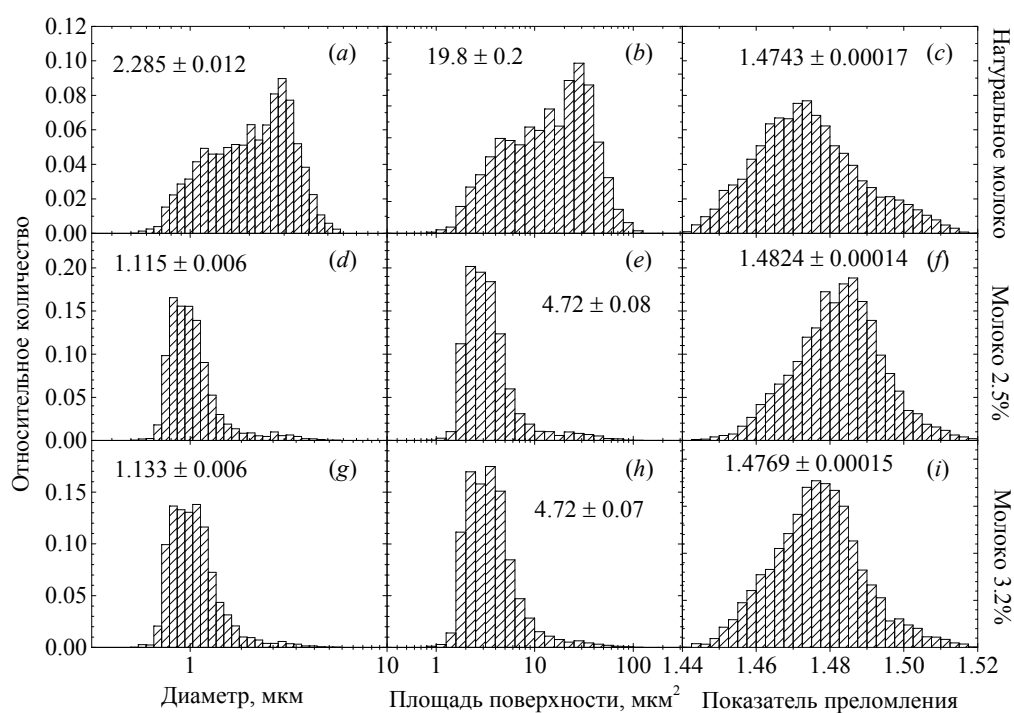 0.12
0.10
0.08
0.06
0.04
0.02
0.00
2.285 ± 0.012
(a)
19.8 ± 0.2
(b)
1.4743 ± 0.00017
(c)
Натуральное молоко
0.20
0.15
0.10
0.05
0.00
1.115 ± 0.006
(d)
(e)
4.72 ± 0.08
1.4824 ± 0.00014
(f)
Молоко 2.5%
0.15
0.10
0.05
0.00
1.133 ± 0.006
(g)
(h)
4.72 ± 0.07
1.4769 ± 0.00015
(i)
Молоко 3.2%
Относительное количество
1
10
1
10
100
1.44
1.46
1.48
1.50
1.52
Диаметр, мкм
Площадь поверхности, мкм²
Показатель преломления